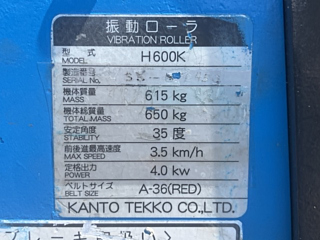 振動ローラ
VIBRATION ROLLER
型式 MODEL H600K
製造番号 SERIAL No.
機体質量 MASS 615 kg
機体総質量 TOTAL MASS 650 kg
安定角度 STABILITY 35 度
前後進最高速度 MAX SPEED 3.5 km/h
定格出力 POWER 4.0 kw
ベルトサイズ BELT SIZE A-36(RED)
KANTO TEKKO CO.,LTD.